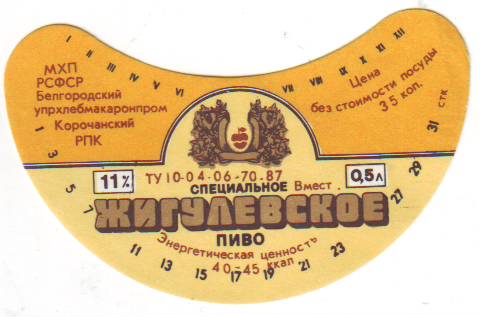 I II III IV V VI VII VIII IX X XI XII
МХП
РСФСР
Белгородский
упрхлебмакаронпром
Корочанский
РПК
Цена
без стоимости посуды
35 коп.
11%
ТУ 10-04-06-70-87
СПЕЦИАЛЬНОЕ Вмест.
0,5л
ЖИГУЛЕВСКОЕ
ПИВО
Энергетическая ценность
40-45 ккал
1 3 5 7 11 13 15 17 19 21 23 27 29 31 стк